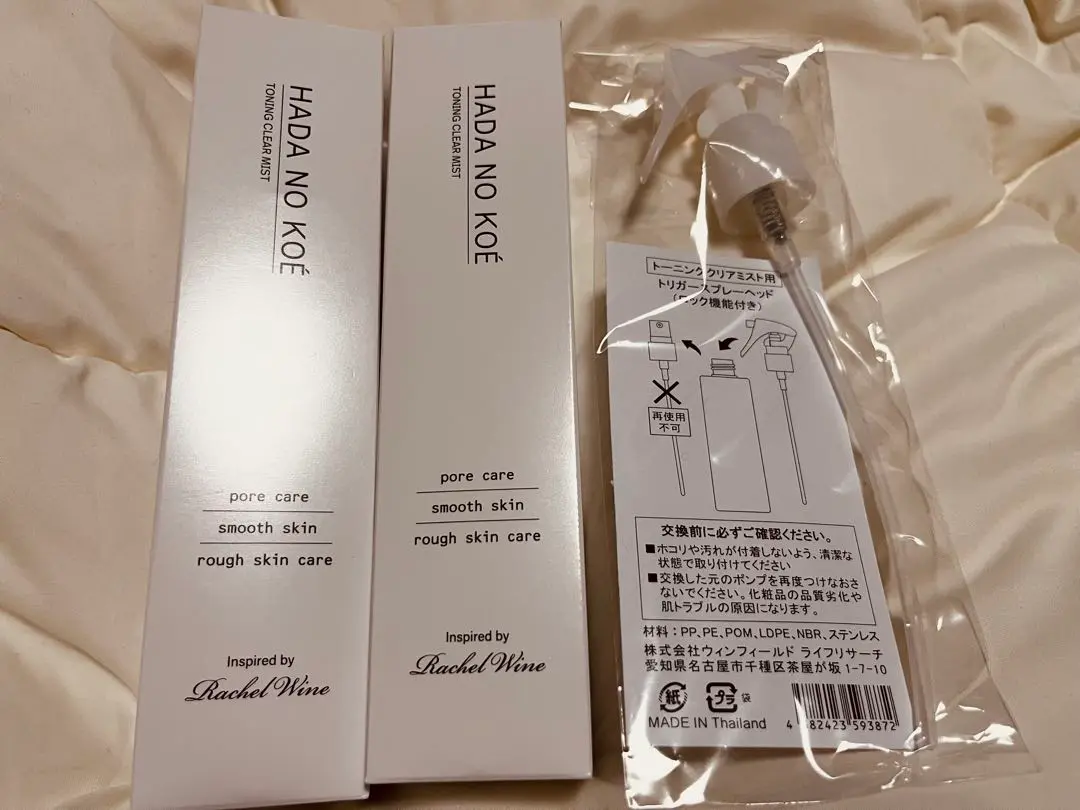 HADA NO KOÉ
TONING CLEAR MIST
pore care
smooth skin
rough skin care
Inspired by
Rachel Wine
HADA NO KOÉ
TONING CLEAR MIST
pore care
smooth skin
rough skin care
Inspired by
Rachel Wine
トーニングクリアミスト用
トリガースプレーヘッド
(ロック機能付き)
再使用
不可
交換前に必ずご確認ください。
■ホコリや汚れが付着しないよう、清潔な
状態で取り付けてください
■交換した元のポンプを再度つけなおさ
ないでください。化粧品の品質劣化や
肌トラブルの原因になります。
材料：PP、PE、POM、LDPE、NBR、ステンレス
株式会社ウィンフィールド ライフリサーチ
愛知県名古屋市千種区茶屋が坂 1-7-10
紙 プラ 袋
MADE IN Thailand
4 582423 593872